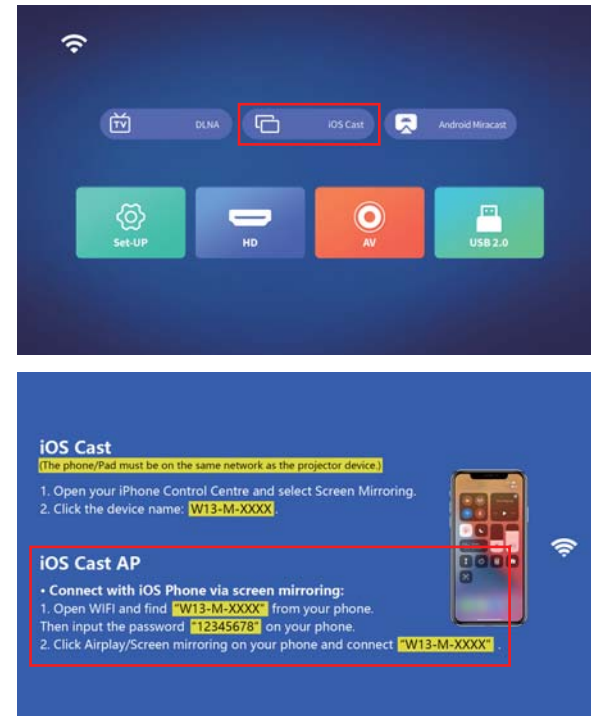 TV
DLNA
iOS Cast
Android Miracast
Set-UP
HD
AV
USB 2.0
iOS Cast
(The phone/Pad must be on the same network as the projector device.)
1. Open your iPhone Control Centre and select Screen Mirroring.
2. Click the device name: W13-M-XXXX.
iOS Cast AP
• Connect with iOS Phone via screen mirroring:
1. Open WIFI and find "W13-M-XXXX" from your phone.
Then input the password "12345678" on your phone.
2. Click Airplay/Screen mirroring on your phone and connect "W13-M-XXXX" .